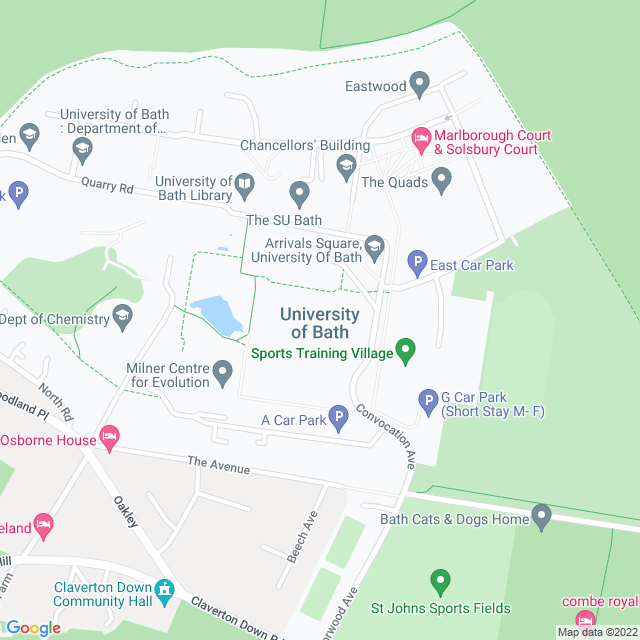 Eastwood
University of Bath
: Department of...
Chancellors' Building
Marlborough Court
& Solsbury Court
Quarry Rd
University of
Bath Library
The Quads
The SU Bath
Arrivals Square,
University Of Bath
East Car Park
University
of Bath
Dept of Chemistry
Sports Training Village
Milner Centre
for Evolution
North Rd
G Car Park
(Short Stay M- F)
A Car Park
Convocation Ave
Osborne House
The Avenue
Oakley
Beech Ave
Bath Cats & Dogs Home
Claverton Down
Community Hall
Claverton Down
St Johns Sports Fields
combe royal
Google
Map data ©2022